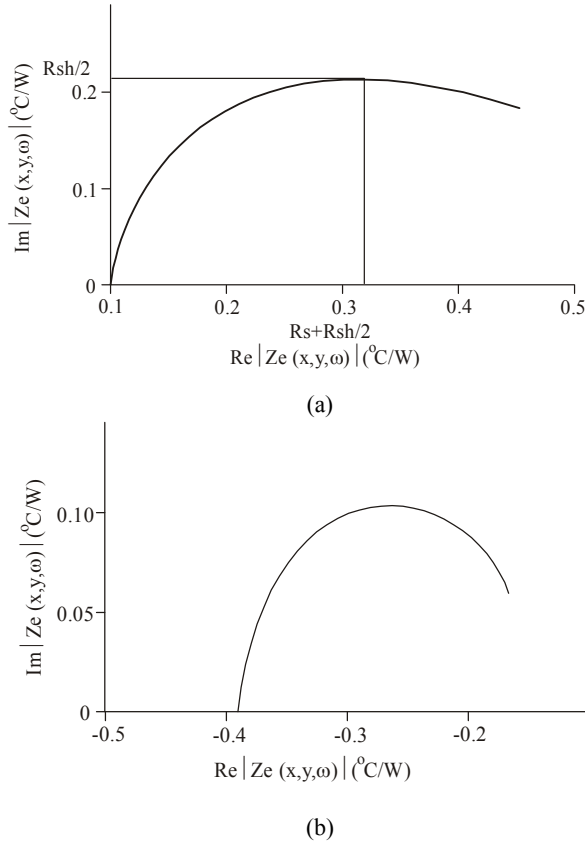 Rsh/2
0.2
0.1
0
Im|Ze (x,y,ω)|(°C/W)
0.1 0.2 0.3 0.4 0.5
Rs+Rsh/2
Re|Ze (x,y,ω)|(°C/W)
(a)
0.10
0.05
0
Im|Ze (x,y,ω)|(°C/W)
-0.5 -0.4 -0.3 -0.2
Re|Ze (x,y,ω)|(°C/W)
(b)